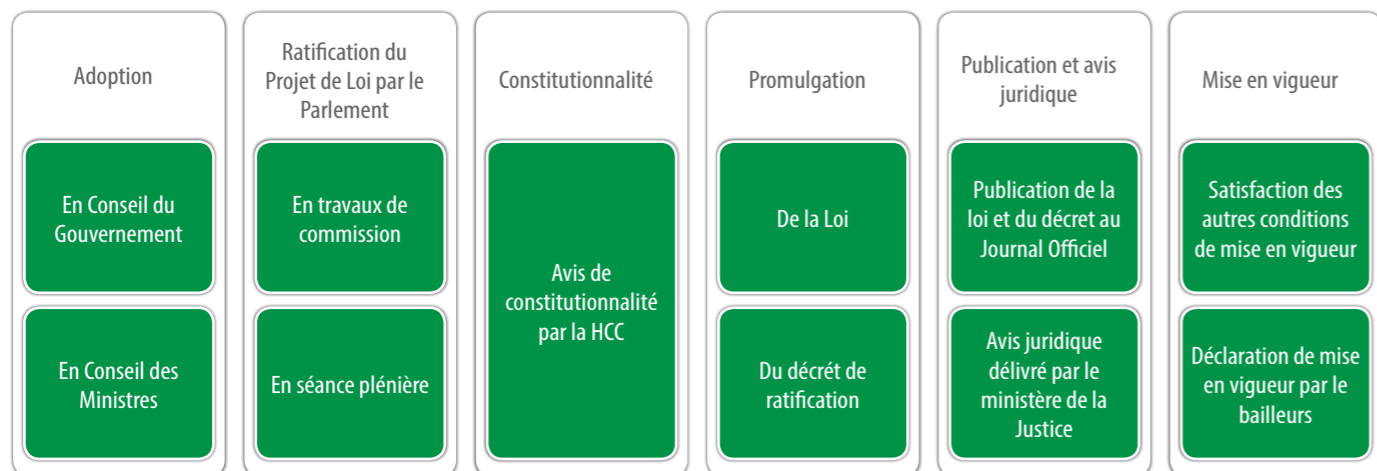 Adoption
En Conseil du
Gouvernement
En Conseil des
Ministres
Ratification du
Projet de Loi par le
Parlement
En travaux de
commission
En séance plénière
Constitutionnalité
Avis de
constitutionnalité
par la HCC
Promulgation
De la Loi
Du décrét de
ratification
Publication et avis
juridique
Publication de la
loi et du décret au
Journal Officiel
Avis juridique
délivré par le
ministère de la
Justice
Mise en vigueur
Satisfaction des
autres conditions
de mise en vigueur
Déclaration de mise
en vigueur par le
bailleurs